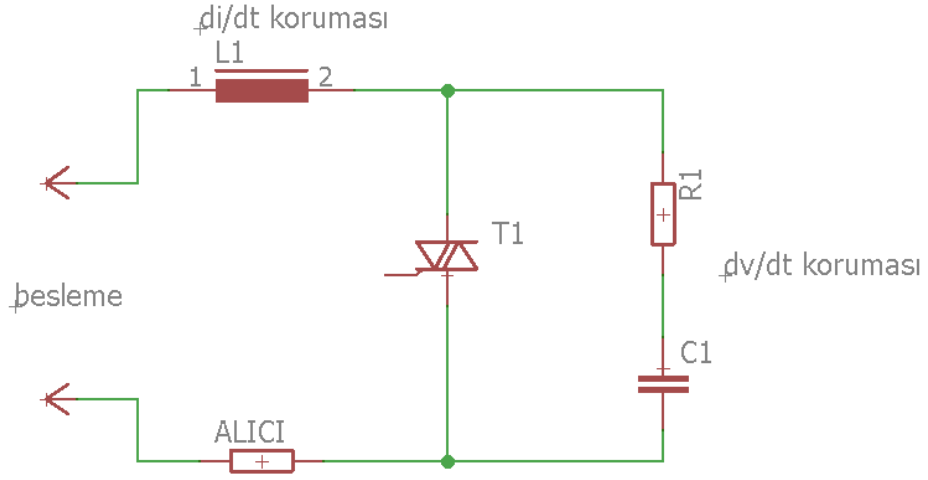 di/dt koruması
L1
1
2
R1
T1
dv/dt koruması
besleme
C1
ALICI